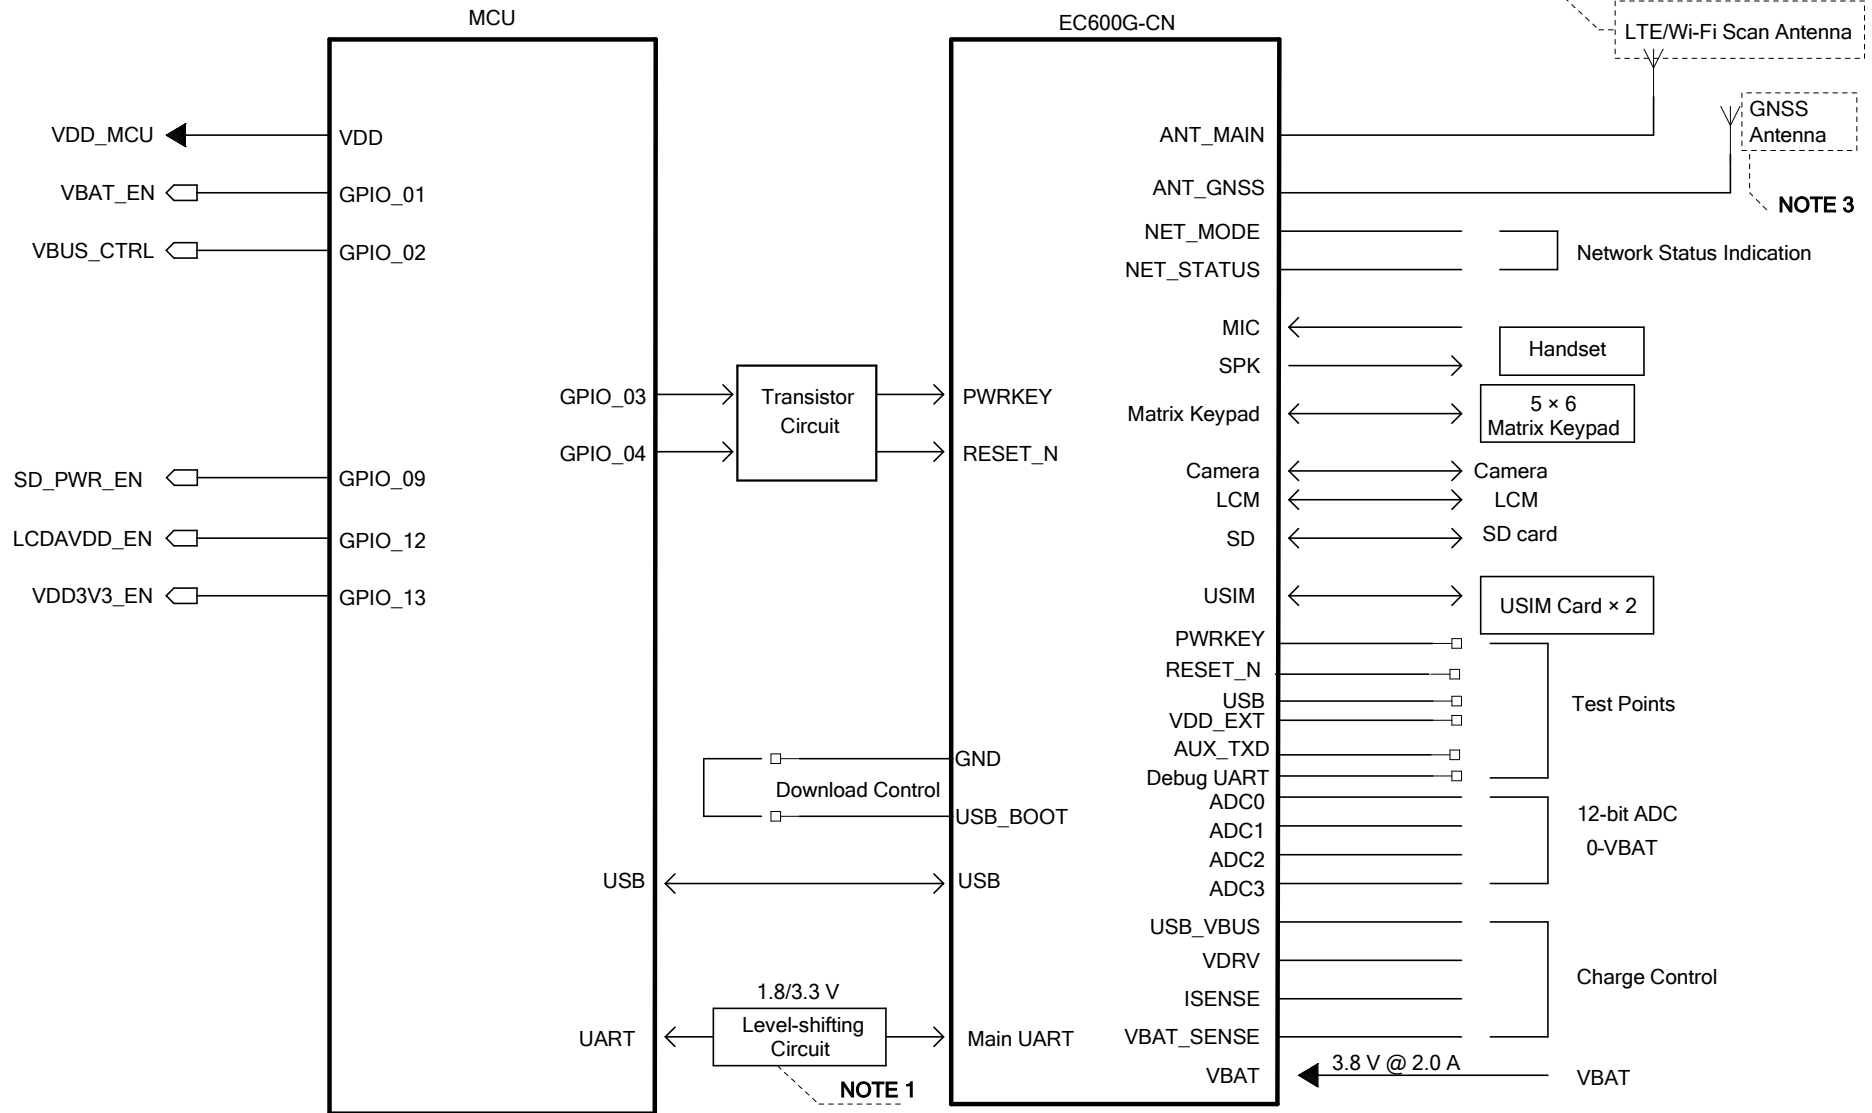 MCU
EC600G-CN
LTE/Wi-Fi Scan Antenna
GNSS
Antenna
NOTE 3
VDD_MCU
VDD
VBAT_EN
GPIO_01
VBUS_CTRL
GPIO_02
SD_PWR_EN
GPIO_09
LCDAVDD_EN
GPIO_12
VDD3V3_EN
GPIO_13
GPIO_03
GPIO_04
Transistor
Circuit
PWRKEY
RESET_N
GND
Download Control
USB_BOOT
USB
USB
1.8/3.3 V
UART
Level-shifting
Circuit
Main UART
NOTE 1
ANT_MAIN
ANT_GNSS
NET_MODE
NET_STATUS
Network Status Indication
MIC
SPK
Handset
Matrix Keypad
5 × 6
Matrix Keypad
Camera
Camera
LCM
LCM
SD
SD card
USIM
USIM Card × 2
PWRKEY
RESET_N
USB
VDD_EXT
AUX_TXD
Debug UART
Test Points
ADC0
ADC1
ADC2
ADC3
12-bit ADC
0-VBAT
USB_VBUS
VDRV
ISENSE
VBAT_SENSE
Charge Control
VBAT
3.8 V @ 2.0 A
VBAT